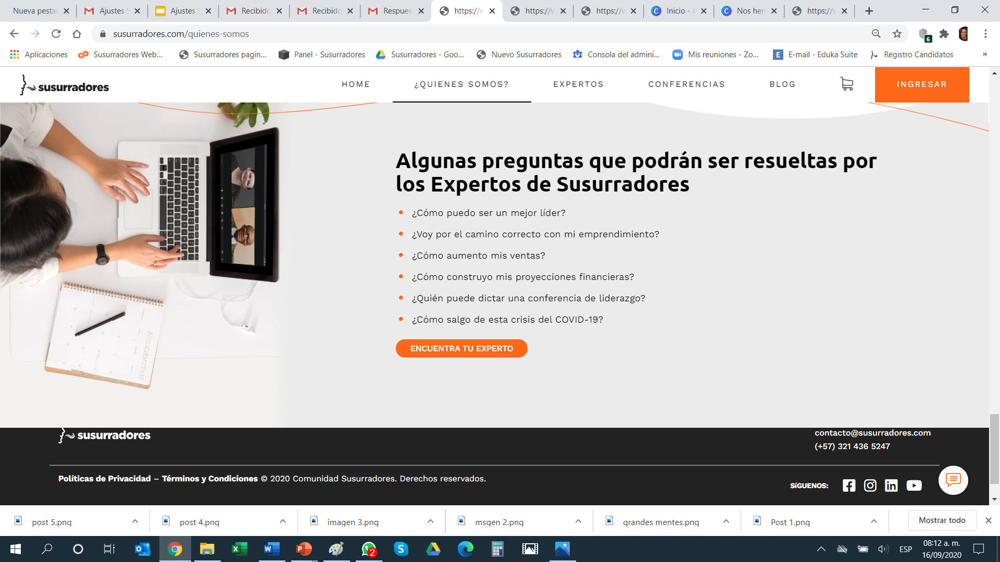 Nueva pesta
Ajustes S
Ajustes S
Recibido
Recibido
Respues
https://w
https://w
https://w
Inicio - C
Nos hen
https://s
susurradores.com/quienes-somos
6
Aplicaciones
Susurradores Web...
Susurradores pagin...
Panel - Susurradores
Susurradores - Goo...
Nuevo Susurradores
Consola del admini...
Mis reuniones - Zo...
E-mail - Eduka Suite
Registro Candidatos
»
susurradores
HOME
¿QUIENES SOMOS?
EXPERTOS
CONFERENCIAS
BLOG
INGRESAR
SEPTEMBER 2015
Algunas preguntas que podrán ser resueltas por
los Expertos de Susurradores
¿Cómo puedo ser un mejor líder?
¿Voy por el camino correcto con mi emprendimiento?
¿Cómo aumento mis ventas?
¿Cómo construyo mis proyecciones financieras?
¿Quién puede dictar una conferencia de liderazgo?
¿Cómo salgo de esta crisis del COVID-19?
ENCUENTRA TU EXPERTO
susurradores
contacto@susurradores.com
(+57) 321 436 5247
Políticas de Privacidad – Términos y Condiciones © 2020 Comunidad Susurradores. Derechos reservados.
SÍGUENOS:
post 5.png
post 4.png
imagen 3.png
msgen 2.png
grandes mentes.png
Post 1.png
Mostrar todo
2
ESP
08:12 a. m.
16/09/2020